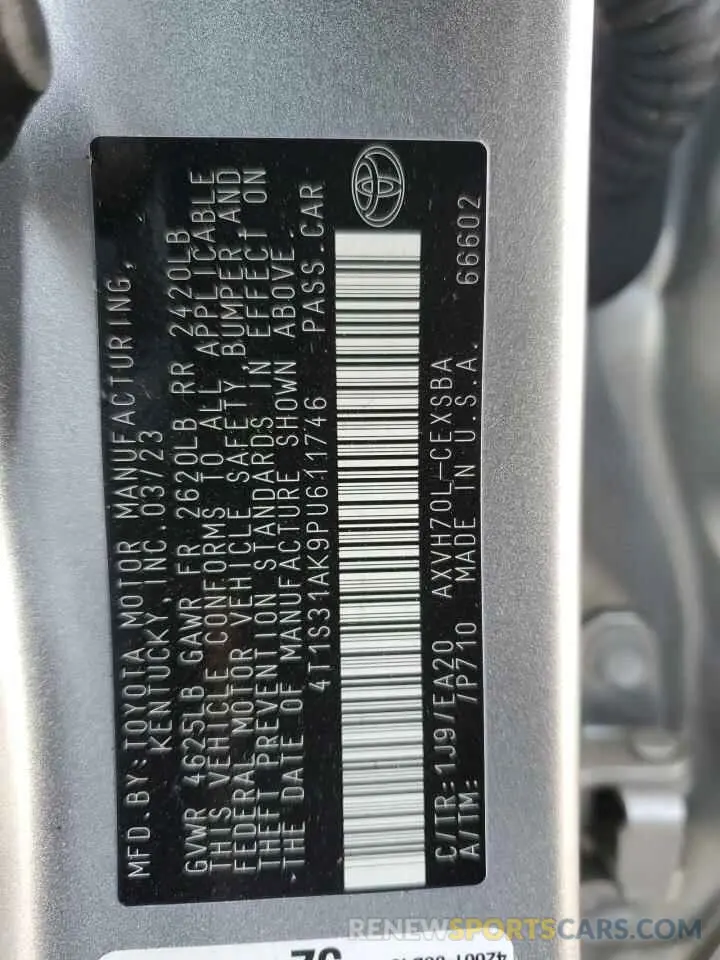 MFD.BY:TOYOTA MOTOR MANUFACTURING,
KENTUCKY, INC. 03/23
GVWR 4625LB GAWR FR 2620LB RR 2420LB
THIS VEHICLE CONFORMS TO ALL APPLICABLE
FEDERAL MOTOR VEHICLE SAFETY, BUMPER, AND
THEFT PREVENTION STANDARDS IN EFFECT ON
THE DATE OF MANUFACTURE SHOWN ABOVE.
4T1S31AK9PU611746 PASS.CAR
C/TR:1J9/EA20 AXVH70L-CEXSBA
A/TM: /P710 MADE IN U.S.A. 66602
RENEWSPORTSCARS.COM